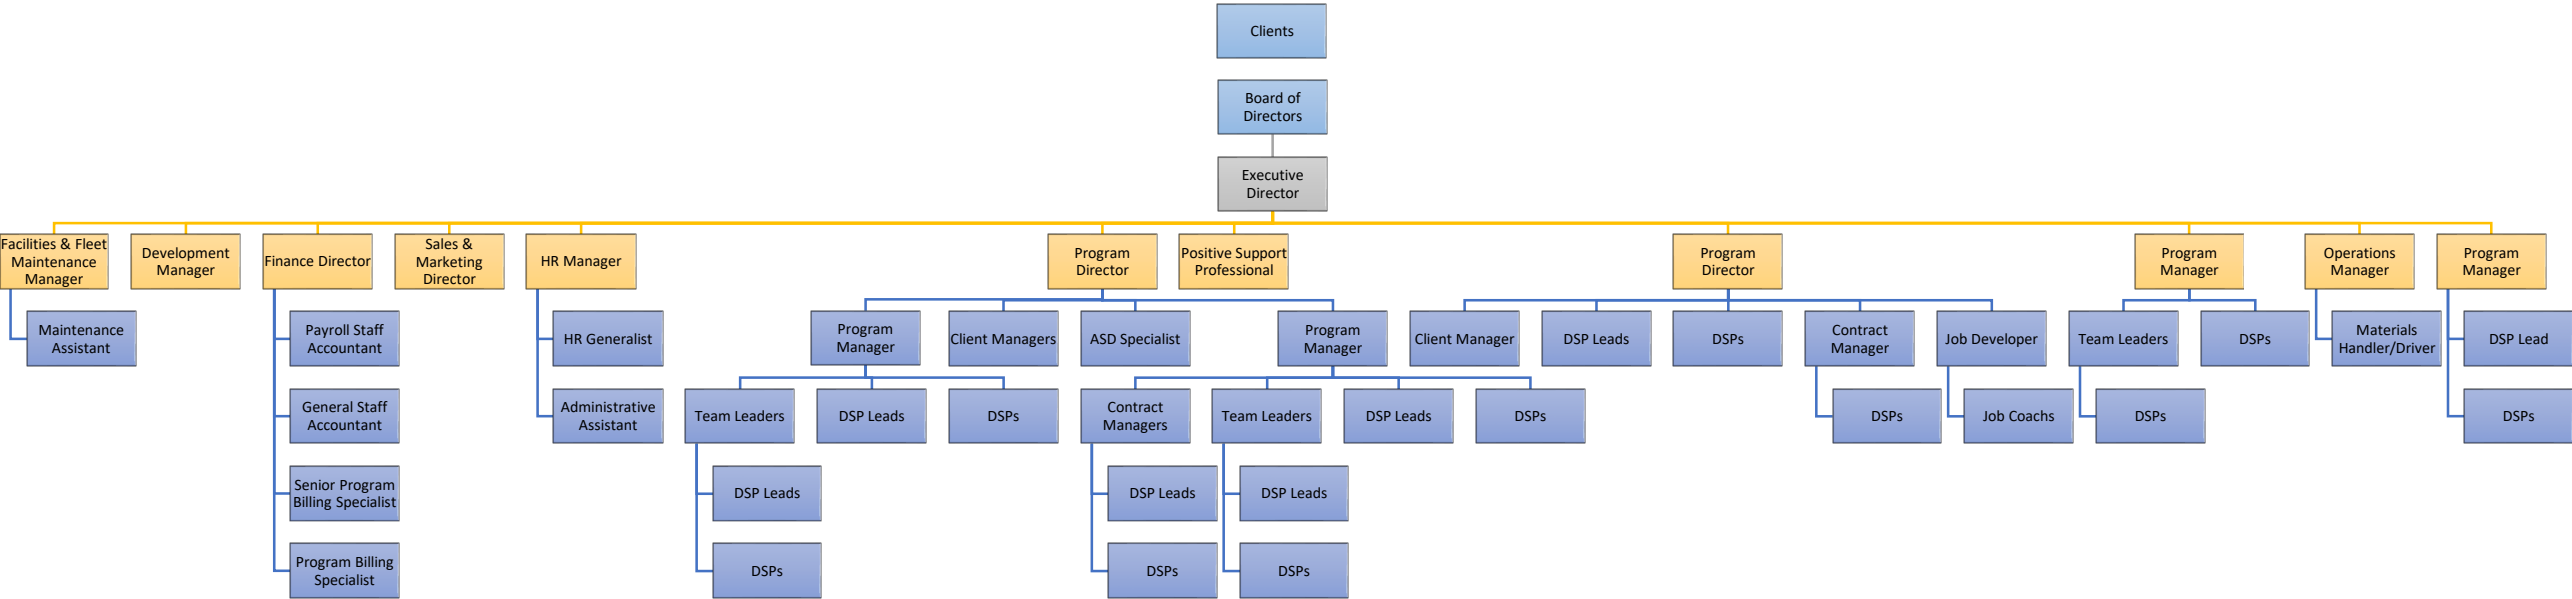 Clients
Board of
Directors
Executive
Director
Facilities & Fleet
Maintenance
Manager
Development
Manager
Finance Director
Sales &
Marketing
Director
HR Manager
Program
Director
Positive Support
Professional
Program
Director
Program
Manager
Operations
Manager
Program
Manager
Maintenance
Assistant
Payroll Staff
Accountant
HR Generalist
Program
Manager
Client Managers
ASD Specialist
Program
Manager
Client Manager
DSP Leads
DSPs
Contract
Manager
Job Developer
Team Leaders
DSPs
Materials
Handler/Driver
DSP Lead
General Staff
Accountant
Administrative
Assistant
Team Leaders
DSP Leads
DSPs
Contract
Managers
Team Leaders
DSP Leads
DSPs
DSPs
Job Coachs
DSPs
DSPs
Senior Program
Billing Specialist
DSP Leads
DSP Leads
DSP Leads
Program Billing
Specialist
DSPs
DSPs
DSPs